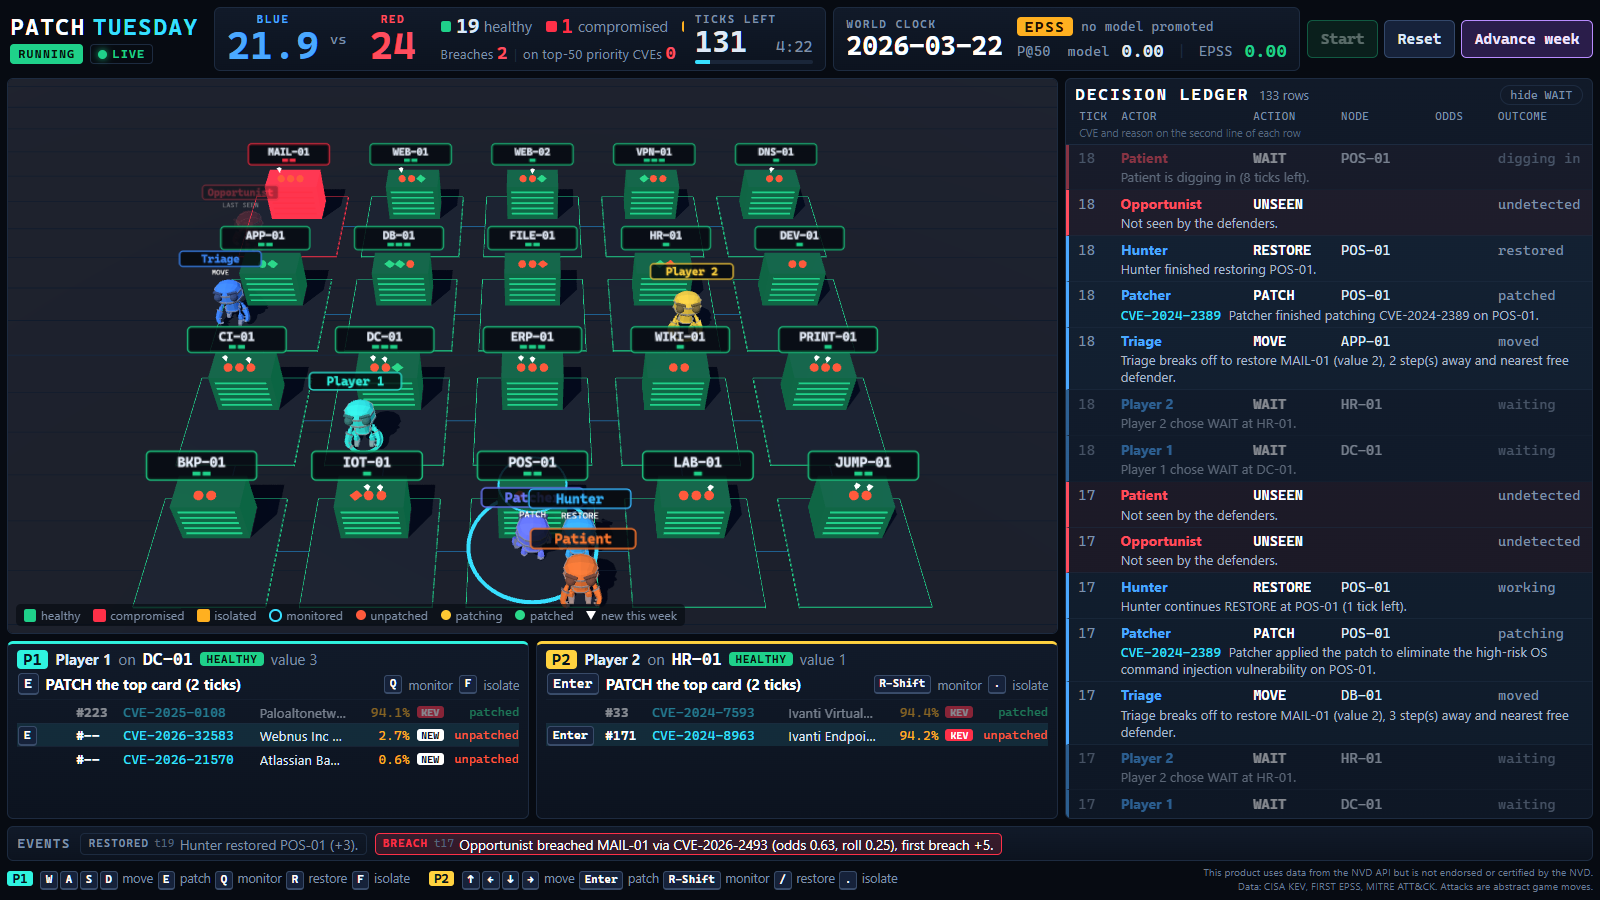 PATCH TUESDAY
RUNNING
LIVE
BLUE
21.9
vs
RED
24
19 healthy
1 compromised
Breaches 2 | on top-50 priority CVEs 0
TICKS LEFT
131
4:22
WORLD CLOCK
2026-03-22
EPSS
no model promoted
P@50 model 0.00 | EPSS 0.00
Start
Reset
Advance week
MAIL-01
WEB-01
WEB-02
VPN-01
DNS-01
Opportunist
LAST SEEN
APP-01
DB-01
FILE-01
HR-01
DEV-01
Triage
MOVE
Player 2
CI-01
DC-01
ERP-01
WIKI-01
PRINT-01
Player 1
BKP-01
IOT-01
POS-01
LAB-01
JUMP-01
Hunter
PATCH
RESTORE
Patient
healthy
compromised
isolated
monitored
unpatched
patching
patched
new this week
DECISION LEDGER 133 rows
hide WAIT
TICK ACTOR ACTION NODE ODDS OUTCOME
CVE and reason on the second line of each row
18 Patient WAIT POS-01 digging in
Patient is digging in (8 ticks left).
18 Opportunist UNSEEN undetected
Not seen by the defenders.
18 Hunter RESTORE POS-01 restored
Hunter finished restoring POS-01.
18 Patcher PATCH POS-01 patched
CVE-2024-2389 Patcher finished patching CVE-2024-2389 on POS-01.
18 Triage MOVE APP-01 moved
Triage breaks off to restore MAIL-01 (value 2), 2 step(s) away and nearest free
defender.
18 Player 2 WAIT HR-01 waiting
Player 2 chose WAIT at HR-01.
18 Player 1 WAIT DC-01 waiting
Player 1 chose WAIT at DC-01.
17 Patient UNSEEN undetected
Not seen by the defenders.
17 Opportunist UNSEEN undetected
Not seen by the defenders.
17 Hunter RESTORE POS-01 working
Hunter continues RESTORE at POS-01 (1 tick left).
17 Patcher PATCH POS-01 patching
CVE-2024-2389 Patcher applied the patch to eliminate the high-risk OS
command injection vulnerability on POS-01.
17 Triage MOVE DB-01 moved
Triage breaks off to restore MAIL-01 (value 2), 3 step(s) away and nearest free
defender.
17 Player 2 WAIT HR-01 waiting
Player 2 chose WAIT at HR-01.
17 Player 1 WAIT DC-01 waiting
P1 Player 1 on DC-01 HEALTHY value 3
E PATCH the top card (2 ticks) Q monitor F isolate
#223 CVE-2025-0108 Paloaltonetw... 94.1% KEV patched
E #-- CVE-2026-32583 Webnus Inc ... 2.7% NEW unpatched
#-- CVE-2026-21570 Atlassian Ba... 0.6% NEW unpatched
P2 Player 2 on HR-01 HEALTHY value 1
Enter PATCH the top card (2 ticks) R-Shift monitor . isolate
#33 CVE-2024-7593 Ivanti Virtual... 94.4% KEV patched
Enter #171 CVE-2024-8963 Ivanti Endpoi... 94.2% KEV unpatched
EVENTS RESTORED t19 Hunter restored POS-01 (+3). BREACH t17 Opportunist breached MAIL-01 via CVE-2026-2493 (odds 0.63, roll 0.25), first breach +5.
P1 W A S D move E patch Q monitor R restore F isolate P2 ↑ ← ↓ → move Enter patch R-Shift monitor / restore . isolate
This product uses data from the NVD API but is not endorsed or certified by the NVD.
Data: CISA KEV, FIRST EPSS, MITRE ATT&CK. Attacks are abstract game moves.